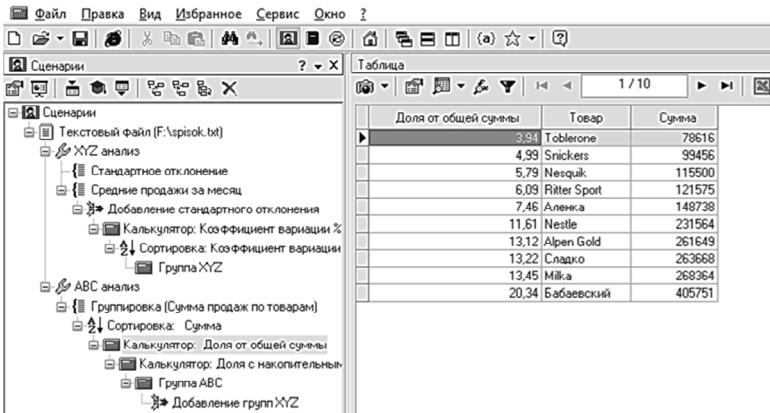 Файл Правка Вид Избранное Сервис Окно ?
Сценарии ? X
Таблица
1 / 10
Сценарии
Текстовый файл (F:\spisok.txt)
XYZ анализ
Стандартное отклонение
Средние продажи за месяц
Добавление стандартного отклонения
Калькулятор: Коэффициент вариации %
Сортировка: Коэффициент вариации
Группа XYZ
ABC анализ
Группировка (Сумма продаж по товарам)
Сортировка: Сумма
Калькулятор: Доля от общей суммы
Калькулятор: Доля с накопительным
Группа ABC
Добавление групп XYZ
Доля от общей суммы Товар Сумма
3,94 Toblerone 78616
4,99 Snickers 99456
5,79 Nesquik 115500
6,09 Ritter Sport 121575
7,46 Аленка 148738
11,61 Nestle 231564
13,12 Alpen Gold 261649
13,22 Сладко 263668
13,45 Milka 268364
20,34 Бабаевский 405751